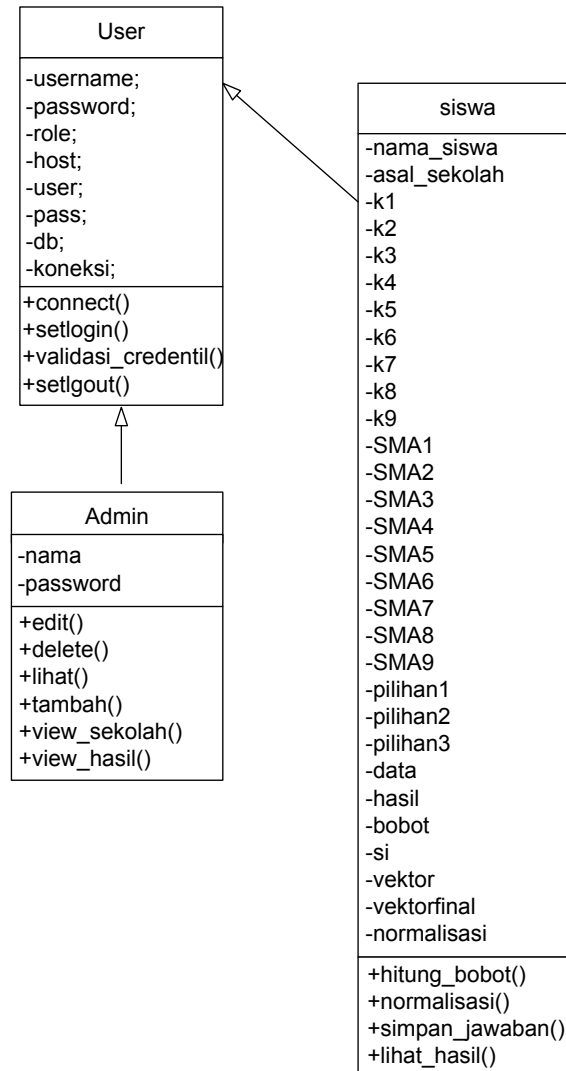 User
-username;
-password;
-role;
-host;
-user;
-pass;
-db;
-koneksi;
+connect()
+setlogin()
+validasi_credentil()
+setlgout()
Admin
-nama
-password
+edit()
+delete()
+lihat()
+tambah()
+view_sekolah()
+view_hasil()
siswa
-nama_siswa
-asal_sekolah
-k1
-k2
-k3
-k4
-k5
-k6
-k7
-k8
-k9
-SMA1
-SMA2
-SMA3
-SMA4
-SMA5
-SMA6
-SMA7
-SMA8
-SMA9
-pilihan1
-pilihan2
-pilihan3
-data
-hasil
-bobot
-si
-vektor
-vektorfinal
-normalisasi
+hitung_bobot()
+normalisasi()
+simpan_jawaban()
+lihat_hasil()